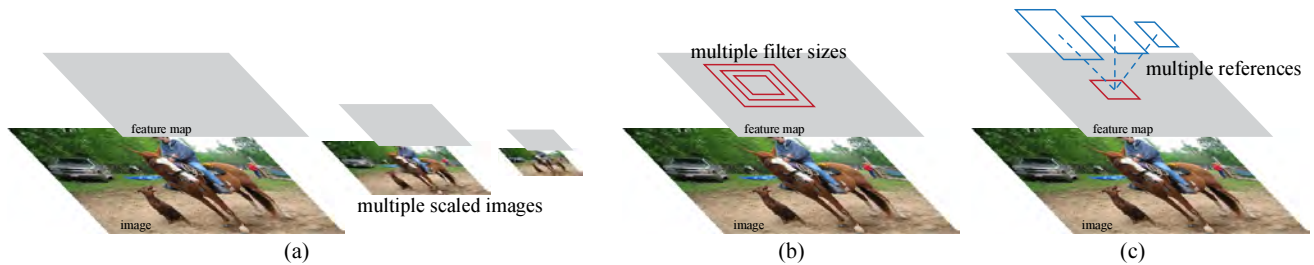 feature map
image
multiple scaled images
(a)
multiple filter sizes
feature map
image
(b)
multiple references
feature map
image
(c)